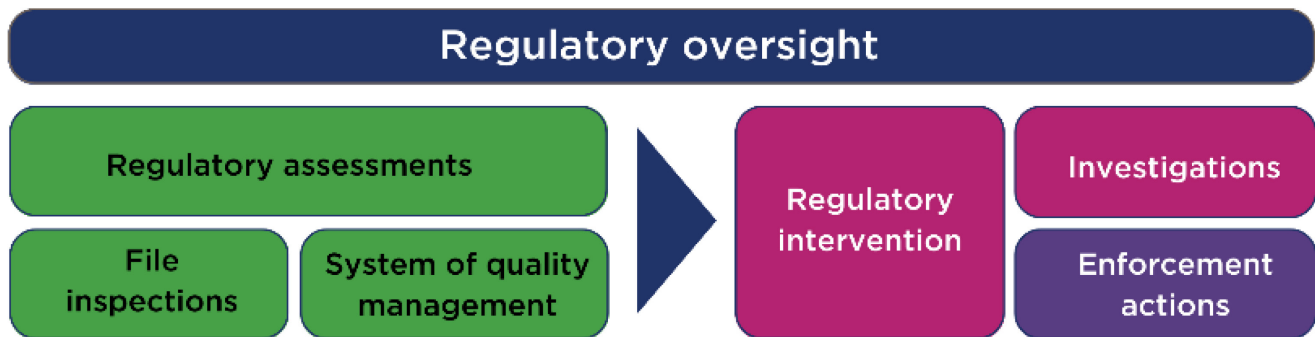 Regulatory oversight
Regulatory assessments
File
inspections
System of quality
management
Regulatory
intervention
Investigations
Enforcement
actions